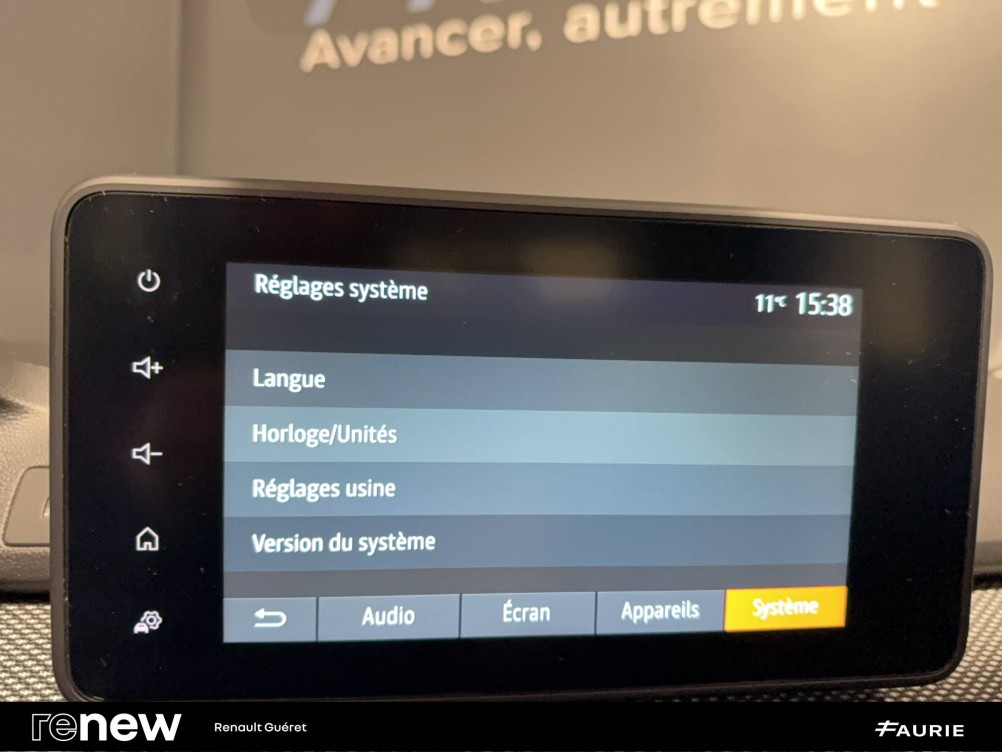 Avancer, autrement
Réglages système
11°C 15:38
Langue
Horloge/Unités
Réglages usine
Version du système
Audio Écran Appareils Système
renew Renault Guéret FAURIE